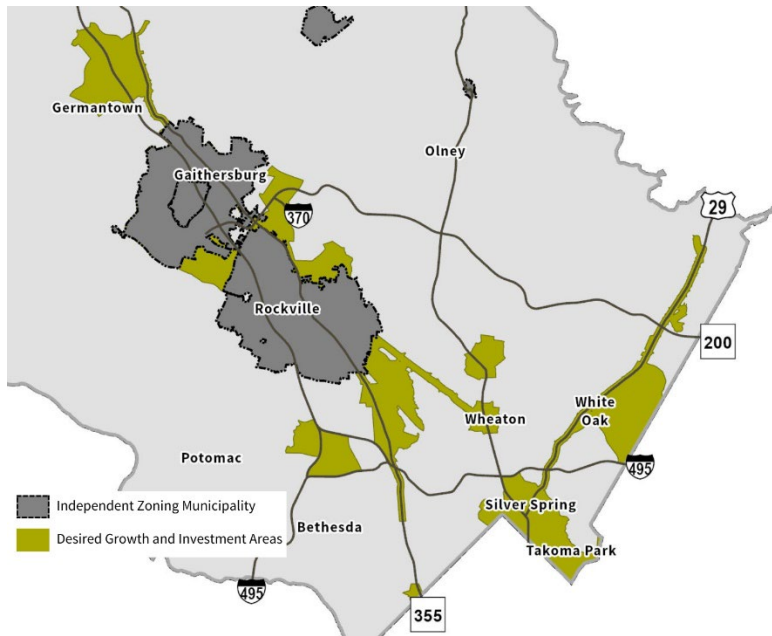 Germantown
Olney
Gaithersburg
370
29
Rockville
200
White
Oak
Wheaton
Potomac
495
Independent Zoning Municipality
Silver Spring
Bethesda
Desired Growth and Investment Areas
Takoma Park
495
355